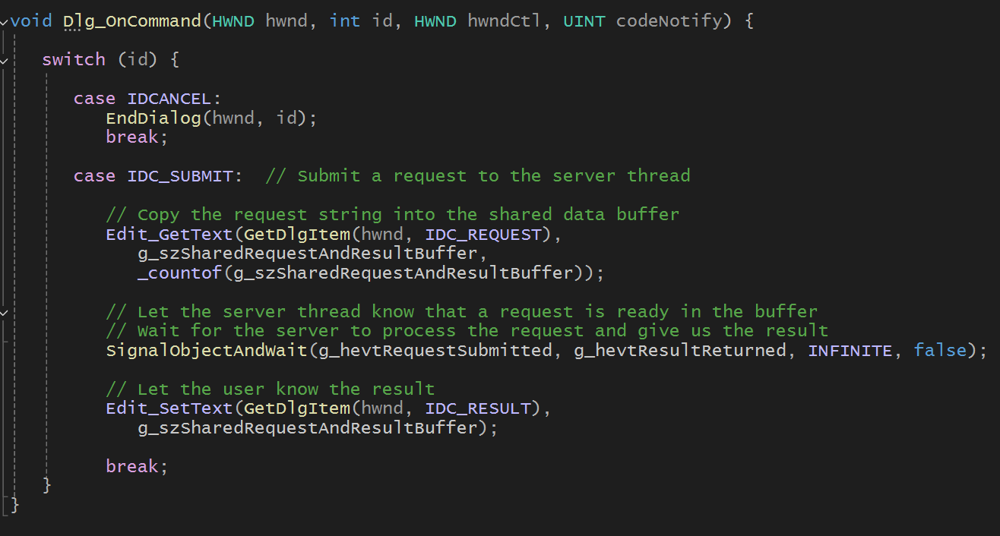 void Dlg_OnCommand(HWND hwnd, int id, HWND hwndCtl, UINT codeNotify) {
switch (id) {
case IDCANCEL:
EndDialog(hwnd, id);
break;
case IDC_SUBMIT:  // Submit a request to the server thread
// Copy the request string into the shared data buffer
Edit_GetText(GetDlgItem(hwnd, IDC_REQUEST),
g_szSharedRequestAndResultBuffer,
_countof(g_szSharedRequestAndResultBuffer));
// Let the server thread know that a request is ready in the buffer
// Wait for the server to process the request and give us the result
SignalObjectAndWait(g_hevtRequestSubmitted, g_hevtResultReturned, INFINITE, false);
// Let the user know the result
Edit_SetText(GetDlgItem(hwnd, IDC_RESULT),
g_szSharedRequestAndResultBuffer);
break;
}
}